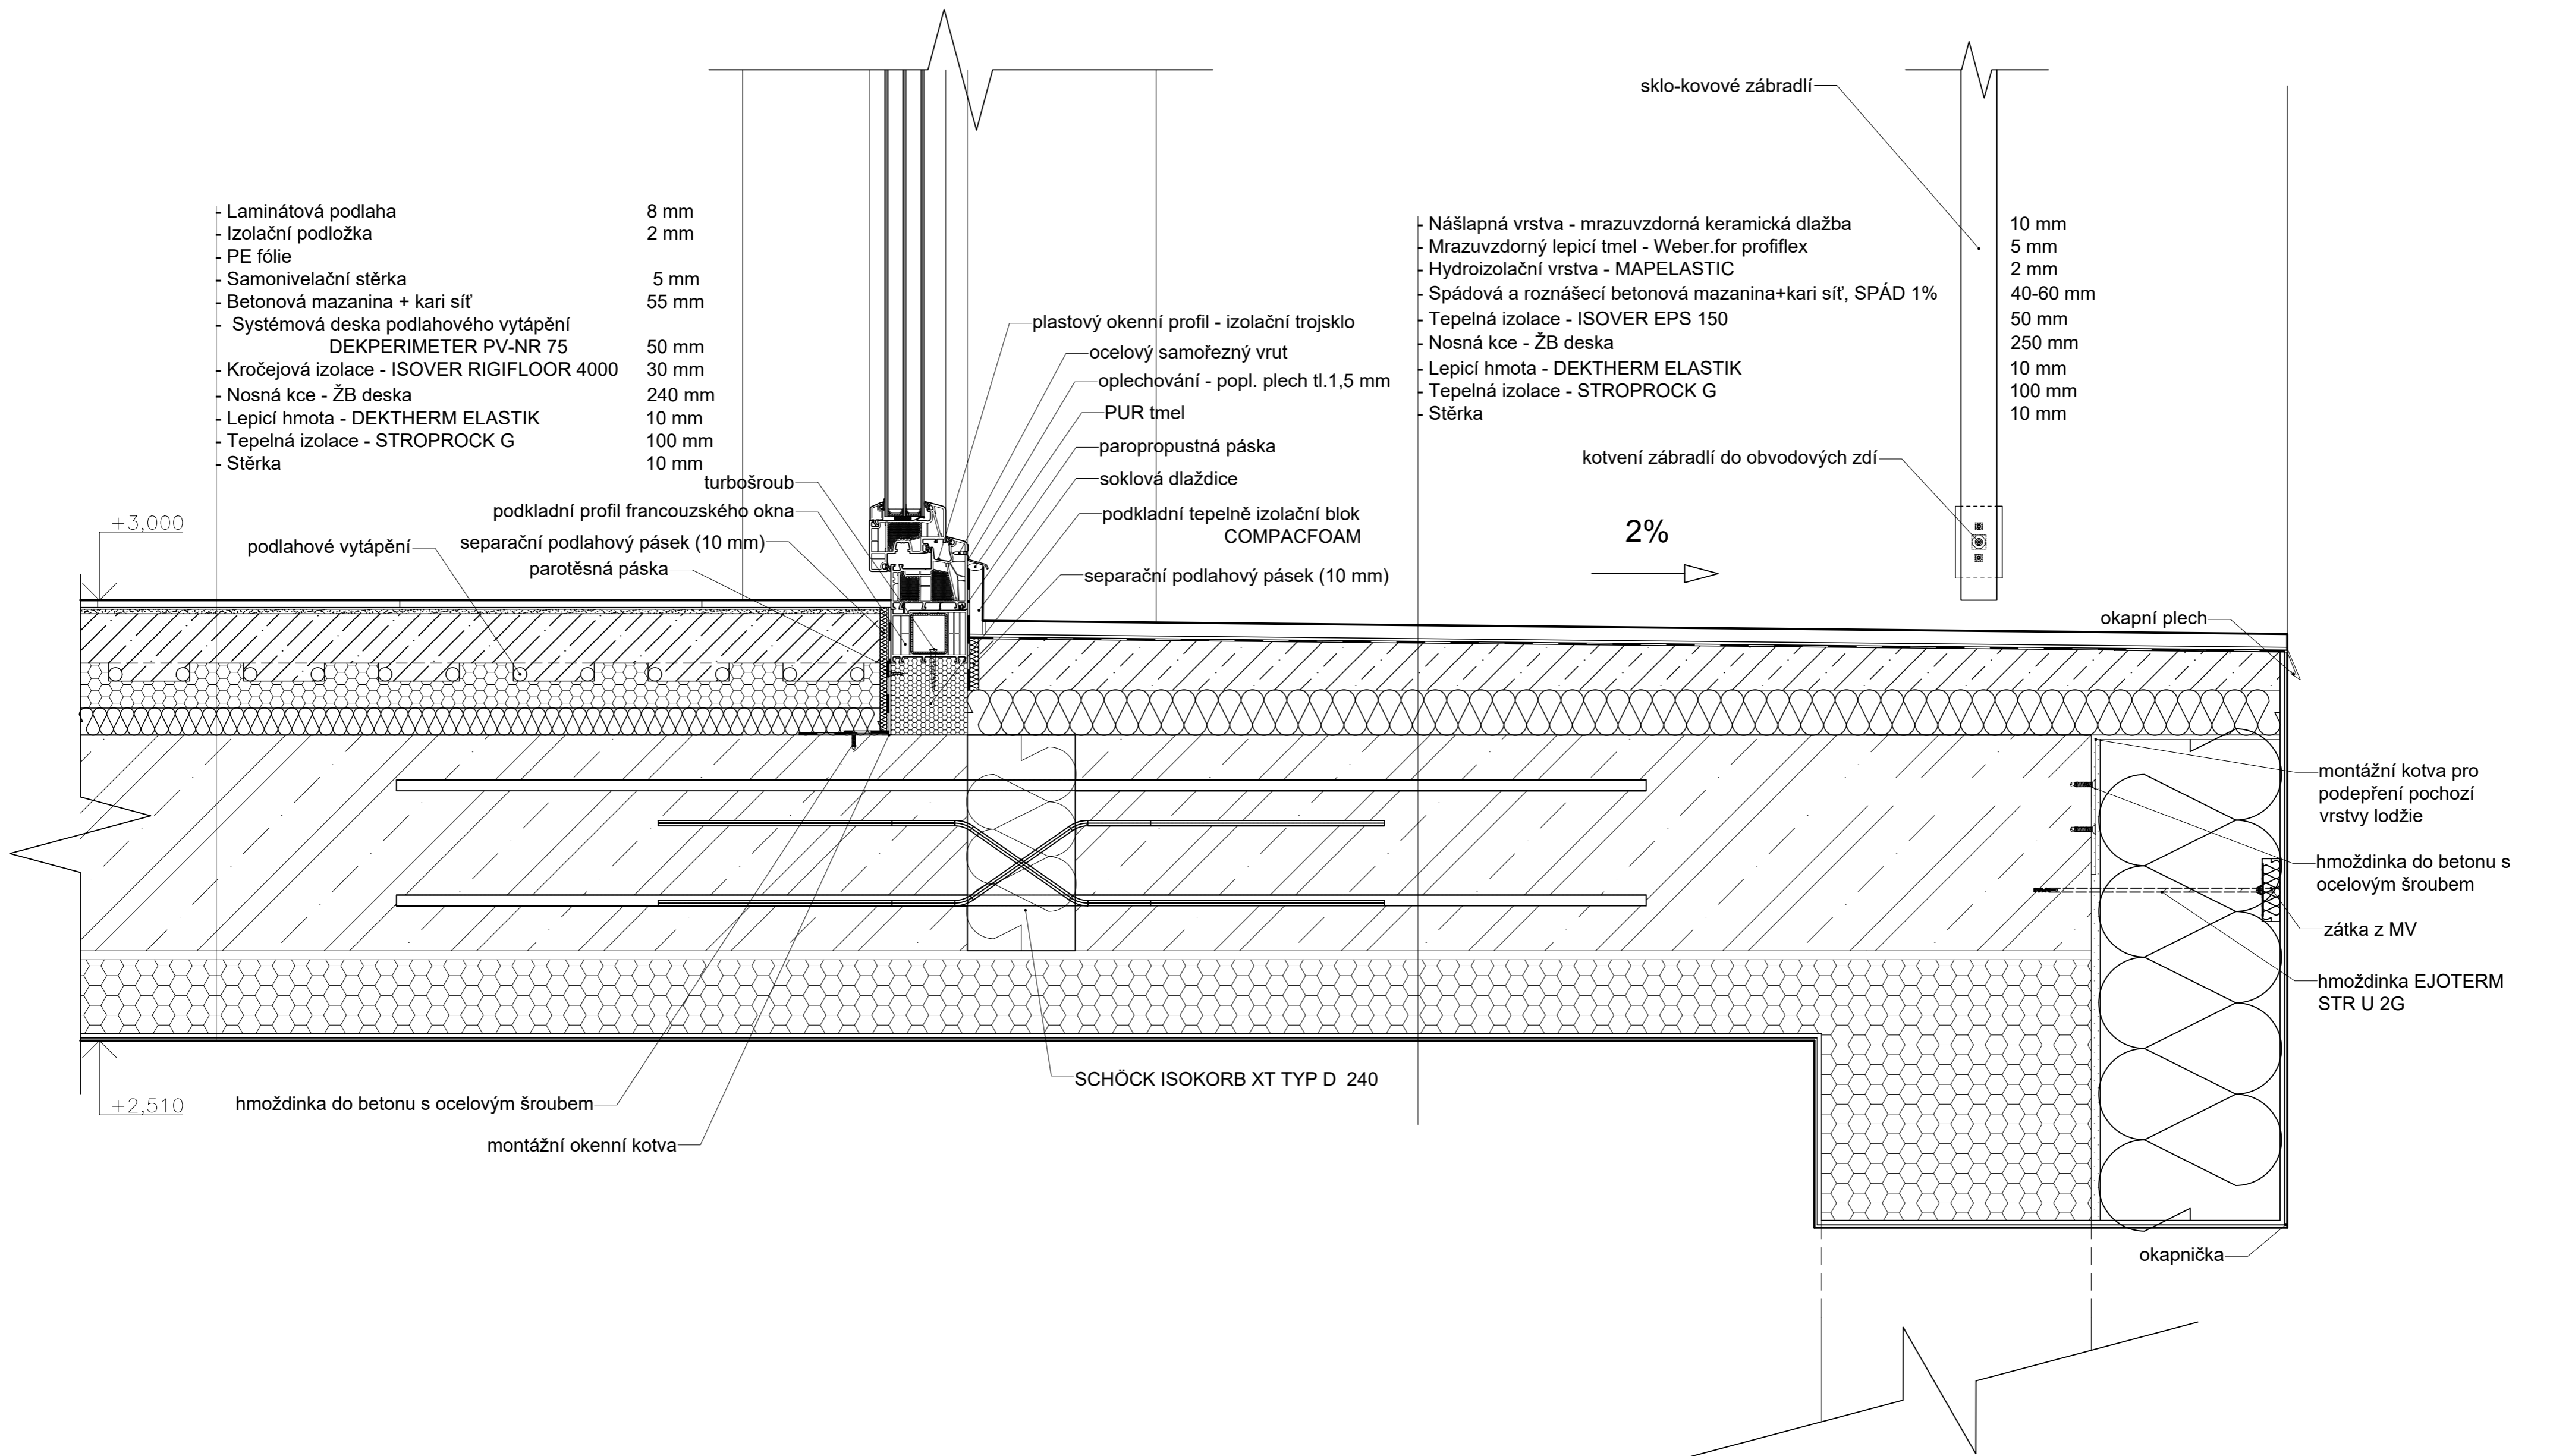 sklo-kovové zábradlí
- Laminátová podlaha 8 mm
- Izolační podložka 2 mm
- PE fólie
- Samonivelační stěrka 5 mm
- Betonová mazanina + kari síť 55 mm
- Systémová deska podlahového vytápění
DEKPERIMETER PV-NR 75 50 mm
- Kročejová izolace - ISOVER RIGIFLOOR 4000 30 mm
- Nosná kce - ŽB deska 240 mm
- Lepicí hmota - DEKTHERM ELASTIK 10 mm
- Tepelná izolace - STROPROCK G 100 mm
- Stěrka 10 mm
- Nášlapná vrstva - mrazuvzdorná keramická dlažba 10 mm
- Mrazuvzdorný lepicí tmel - Weber.for profiflex 5 mm
- Hydroizolační vrstva - MAPELASTIC 2 mm
- Spádová a roznášecí betonová mazanina+kari síť, SPÁD 1% 40-60 mm
- Tepelná izolace - ISOVER EPS 150 50 mm
- Nosná kce - ŽB deska 250 mm
- Lepicí hmota - DEKTHERM ELASTIK 10 mm
- Tepelná izolace - STROPROCK G 100 mm
- Stěrka 10 mm
plastový okenní profil - izolační trojsklo
ocelový samořezný vrut
oplechování - popl. plech tl.1,5 mm
PUR tmel
paropropustná páska
soklová dlaždice
podkladní tepelně izolační blok
COMPACFOAM
separační podlahový pásek (10 mm)
turbošroub
podkladní profil francouzského okna
separační podlahový pásek (10 mm)
parotěsná páska
podlahové vytápění
+3,000
kotvení zábradlí do obvodových zdí
2%
okapní plech
montážní kotva pro
podepření pochozí
vrstvy lodžie
hmoždinka do betonu s
ocelovým šroubem
zátka z MV
hmoždinka EJOTERM
STR U 2G
SCHÖCK ISOKORB XT TYP D 240
+2,510
hmoždinka do betonu s ocelovým šroubem
montážní okenní kotva
okapnička